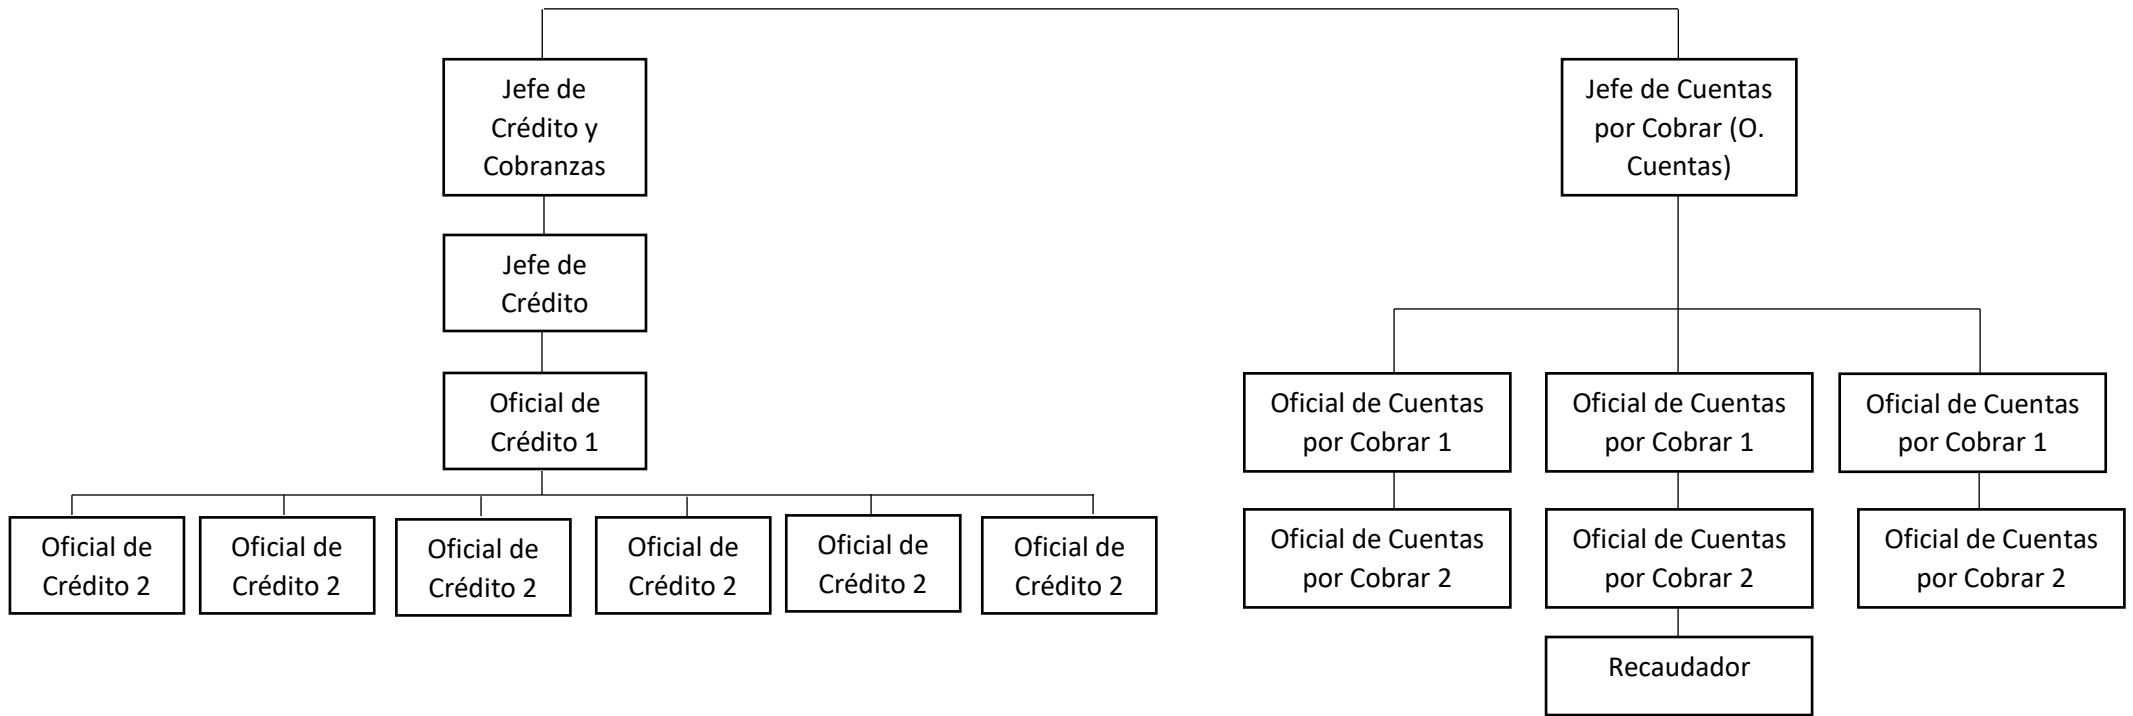 Jefe de
Crédito y
Cobranzas
Jefe de Cuentas
por Cobrar (O.
Cuentas)
Jefe de
Crédito
Oficial de
Crédito 1
Oficial de Cuentas
por Cobrar 1
Oficial de Cuentas
por Cobrar 1
Oficial de Cuentas
por Cobrar 1
Oficial de
Crédito 2
Oficial de
Crédito 2
Oficial de
Crédito 2
Oficial de
Crédito 2
Oficial de
Crédito 2
Oficial de
Crédito 2
Oficial de Cuentas
por Cobrar 2
Oficial de Cuentas
por Cobrar 2
Oficial de Cuentas
por Cobrar 2
Recaudador